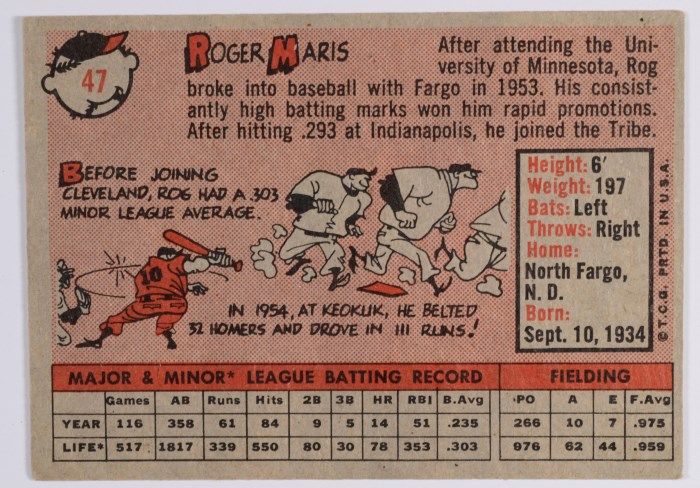 47
ROGER MARIS
After attending the Uni-
versity of Minnesota, Rog
broke into baseball with Fargo in 1953. His consist-
antly high batting marks won him rapid promotions.
After hitting .293 at Indianapolis, he joined the Tribe.
BEFORE JOINING
CLEVELAND, ROG HAD A .303
MINOR LEAGUE AVERAGE.
10
IN 1954, AT KEOKUK, HE BELTED
32 HOMERS AND DROVE IN 111 RUNS!
Height: 6'
Weight: 197
Bats: Left
Throws: Right
Home:
North Fargo,
N. D.
Born:
Sept. 10, 1934
© T.C.G. PRTD. IN U.S.A.
MAJOR & MINOR* LEAGUE BATTING RECORD FIELDING
Games AB Runs Hits 2B 3B HR RBI B.Avg PO A E F.Avg
YEAR 116 358 61 84 9 5 14 51 .235 266 10 7 .975
LIFE* 517 1817 339 550 80 30 78 353 .303 976 62 44 .959